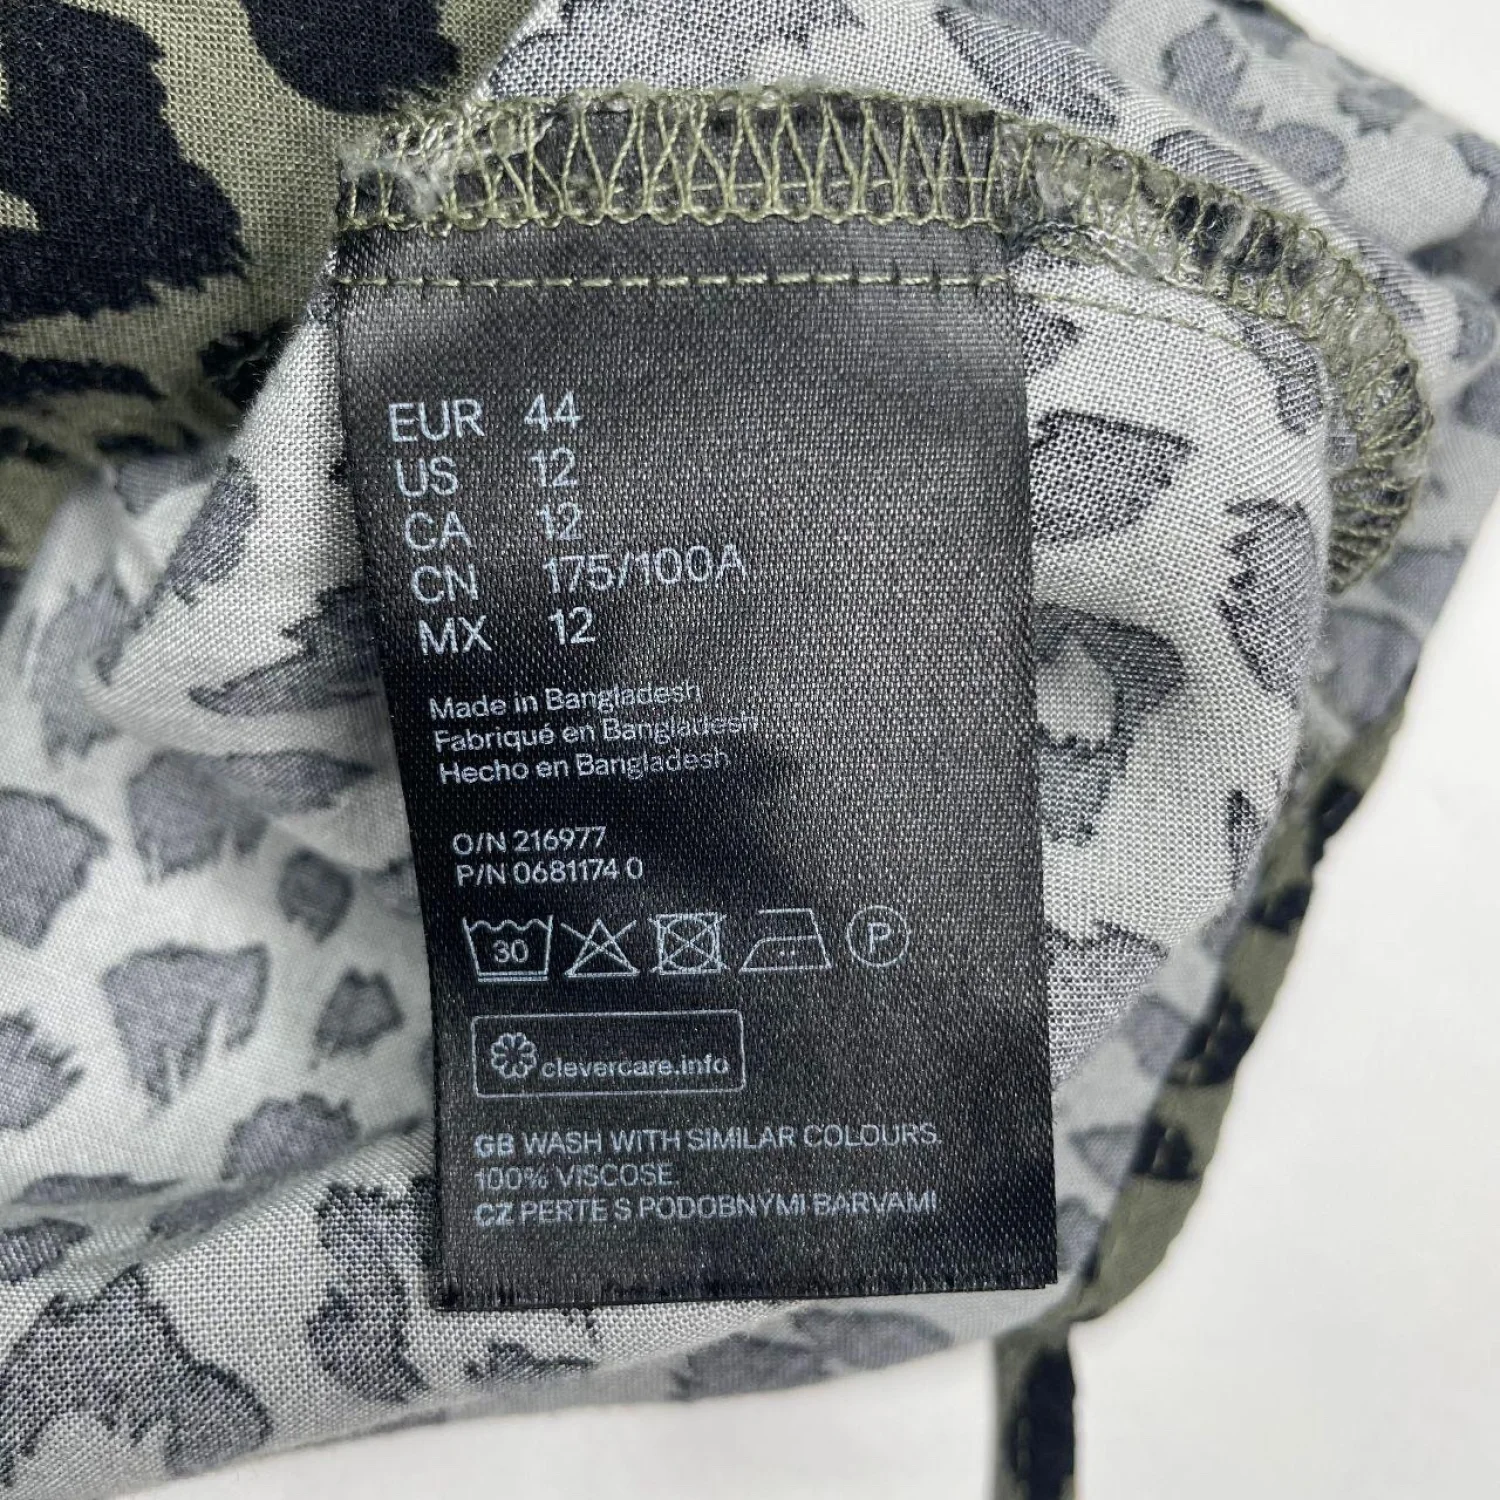 EUR 44
US 12
CA 12
CN 175/100A
MX 12
Made in Bangladesh
Fabriqué en Bangladesh
Hecho en Bangladesh
O/N 216977
P/N 0681174 0
30 P
clevercare.info
GB WASH WITH SIMILAR COLOURS.
100% VISCOSE
CZ PERTE S PODOBNYMI BARVAMI